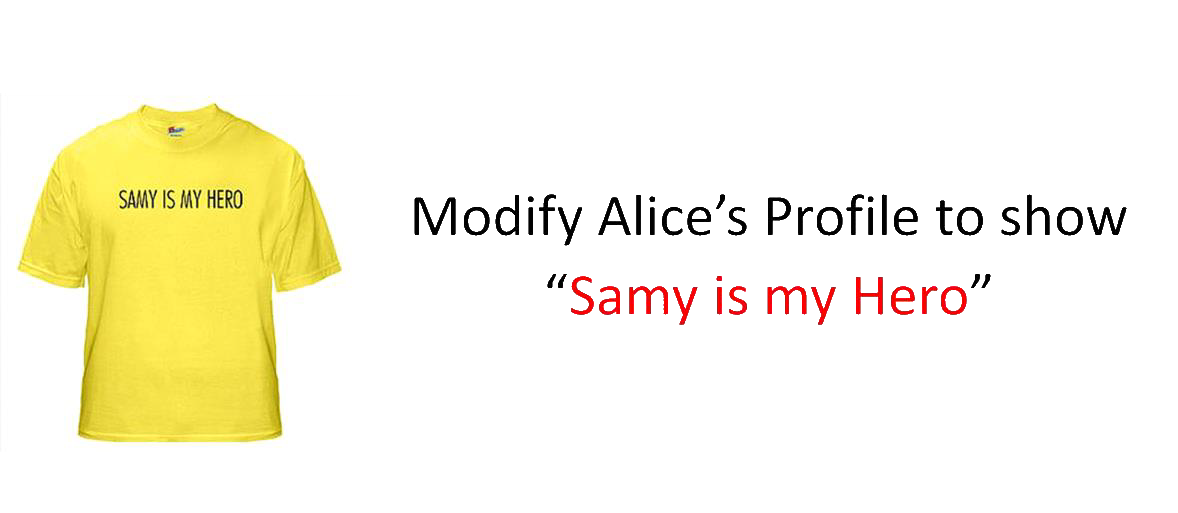 SAMY IS MY HERO
Modify Alice’s Profile to show
“Samy is my Hero”